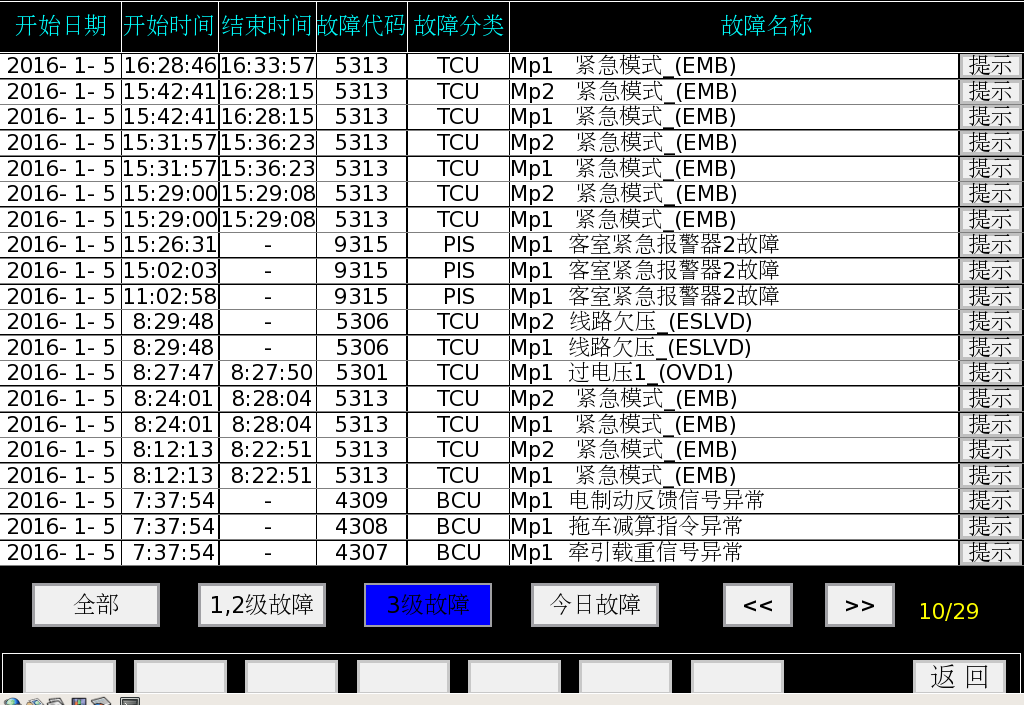 开始日期 开始时间 结束时间 故障代码 故障分类 故障名称
2016- 1- 5 16:28:46 16:33:57 5313 TCU Mp1 紧急模式_(EMB) 提示
2016- 1- 5 15:42:41 16:28:15 5313 TCU Mp2 紧急模式_(EMB) 提示
2016- 1- 5 15:42:41 16:28:15 5313 TCU Mp1 紧急模式_(EMB) 提示
2016- 1- 5 15:31:57 15:36:23 5313 TCU Mp2 紧急模式_(EMB) 提示
2016- 1- 5 15:31:57 15:36:23 5313 TCU Mp1 紧急模式_(EMB) 提示
2016- 1- 5 15:29:00 15:29:08 5313 TCU Mp2 紧急模式_(EMB) 提示
2016- 1- 5 15:29:00 15:29:08 5313 TCU Mp1 紧急模式_(EMB) 提示
2016- 1- 5 15:26:31 - 9315 PIS Mp1 客室紧急报警器2故障 提示
2016- 1- 5 15:02:03 - 9315 PIS Mp1 客室紧急报警器2故障 提示
2016- 1- 5 11:02:58 - 9315 PIS Mp1 客室紧急报警器2故障 提示
2016- 1- 5 8:29:48 - 5306 TCU Mp2 线路欠压_(ESLVD) 提示
2016- 1- 5 8:29:48 - 5306 TCU Mp1 线路欠压_(ESLVD) 提示
2016- 1- 5 8:27:47 8:27:50 5301 TCU Mp1 过电压1_(OVD1) 提示
2016- 1- 5 8:24:01 8:28:04 5313 TCU Mp2 紧急模式_(EMB) 提示
2016- 1- 5 8:24:01 8:28:04 5313 TCU Mp1 紧急模式_(EMB) 提示
2016- 1- 5 8:12:13 8:22:51 5313 TCU Mp2 紧急模式_(EMB) 提示
2016- 1- 5 8:12:13 8:22:51 5313 TCU Mp1 紧急模式_(EMB) 提示
2016- 1- 5 7:37:54 - 4309 BCU Mp1 电制动反馈信号异常 提示
2016- 1- 5 7:37:54 - 4308 BCU Mp1 拖车减算指令异常 提示
2016- 1- 5 7:37:54 - 4307 BCU Mp1 牵引载重信号异常 提示
全部 1,2级故障 3级故障 今日故障 << >> 10/29
返 回